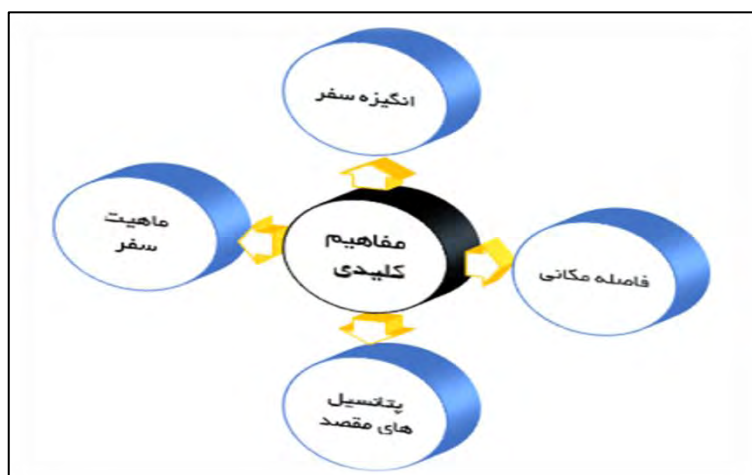 انگیزه سفر
ماهیت
سفر
مفاهیم
کلیدی
فاصله مکانی
پتانسیل
های مقصد